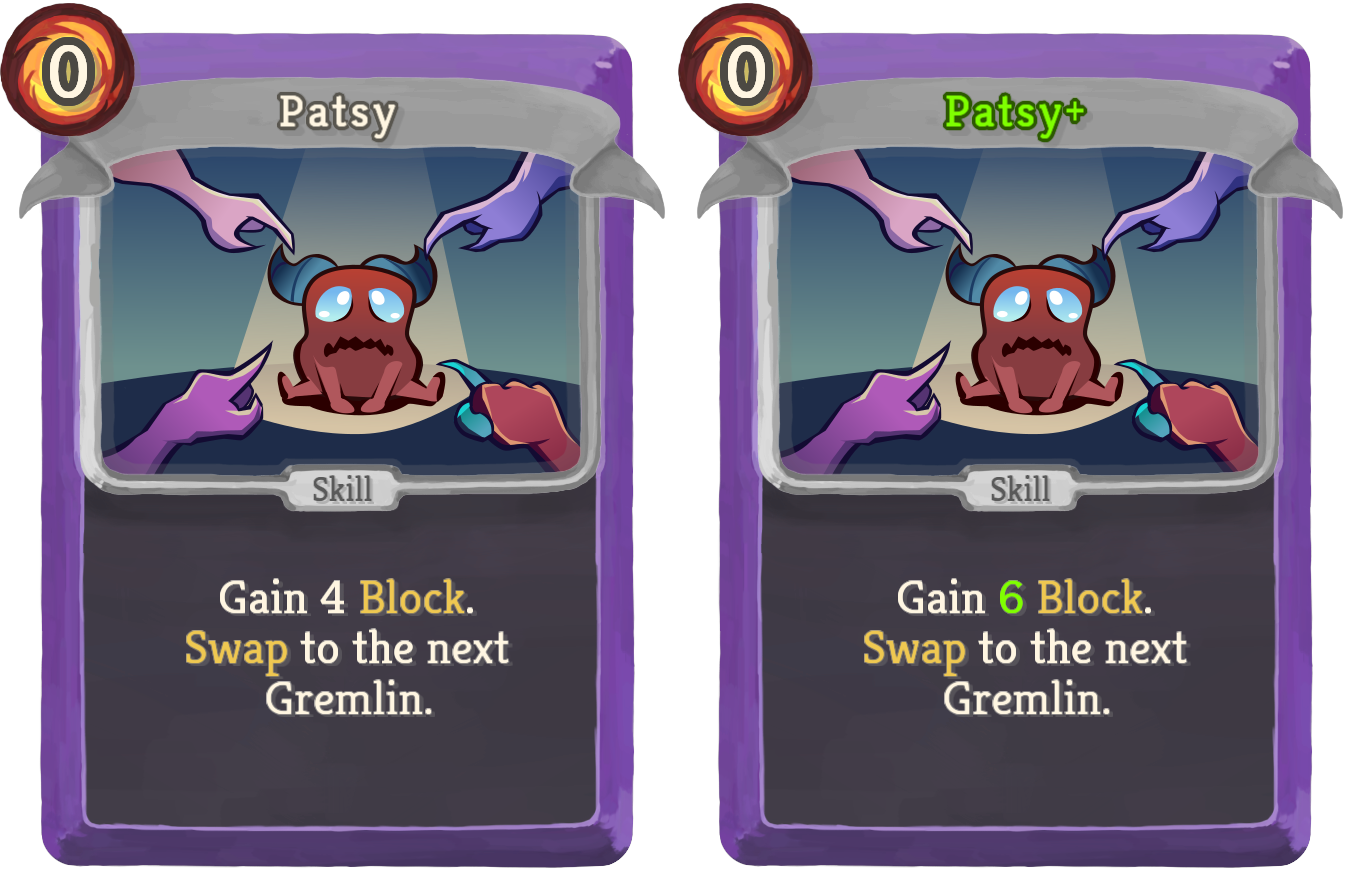 0
Patsy
Skill
Gain 4 Block.
Swap to the next
Gremlin.
0
Patsy+
Skill
Gain 6 Block.
Swap to the next
Gremlin.